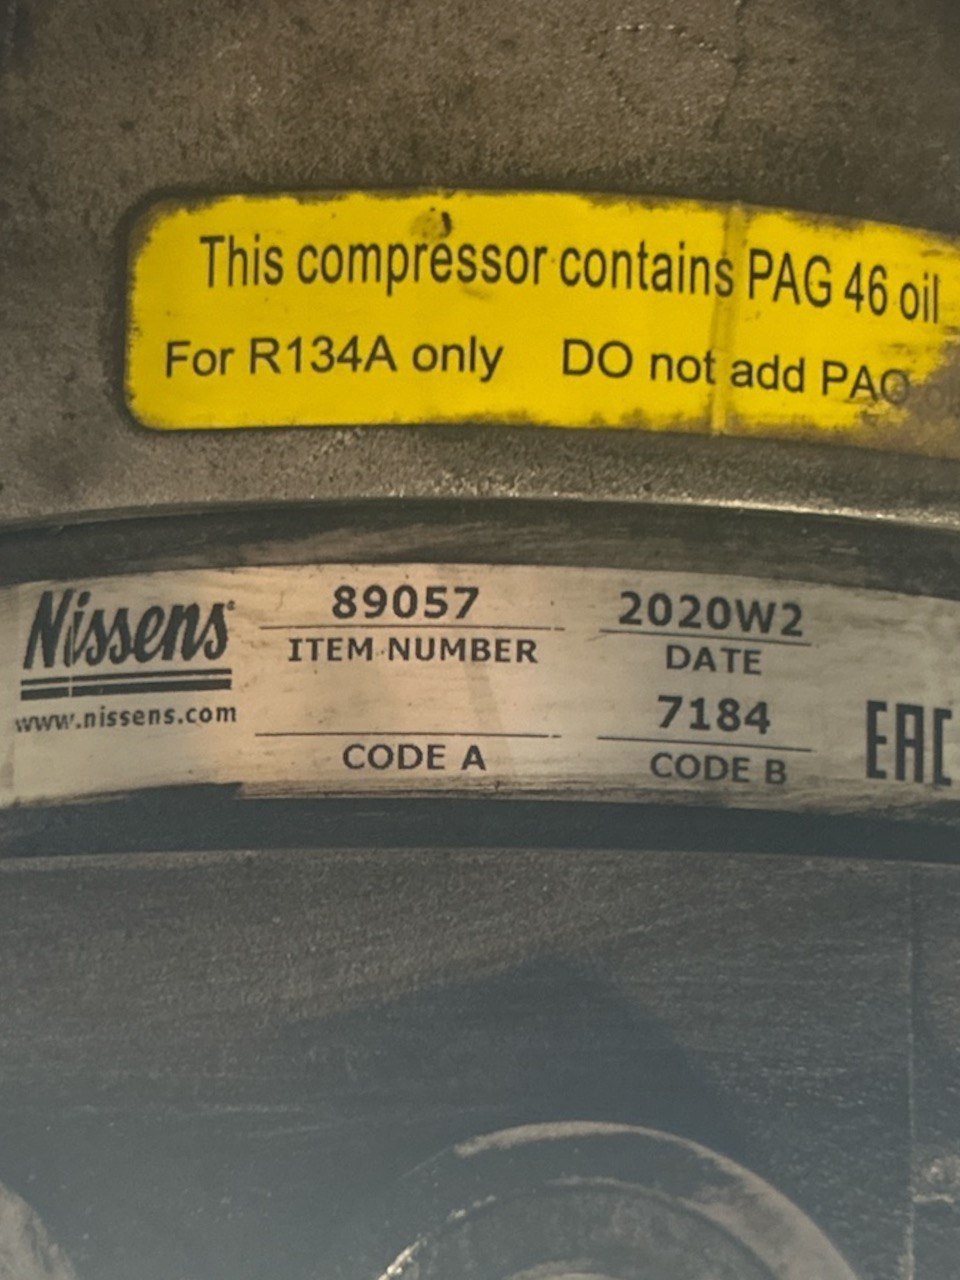 This compressor contains PAG 46 oil
For R134A only DO not add PAO
Nissens
www.nissens.com
89057
ITEM NUMBER
CODE A
2020W2
DATE
7184
CODE B
EAC